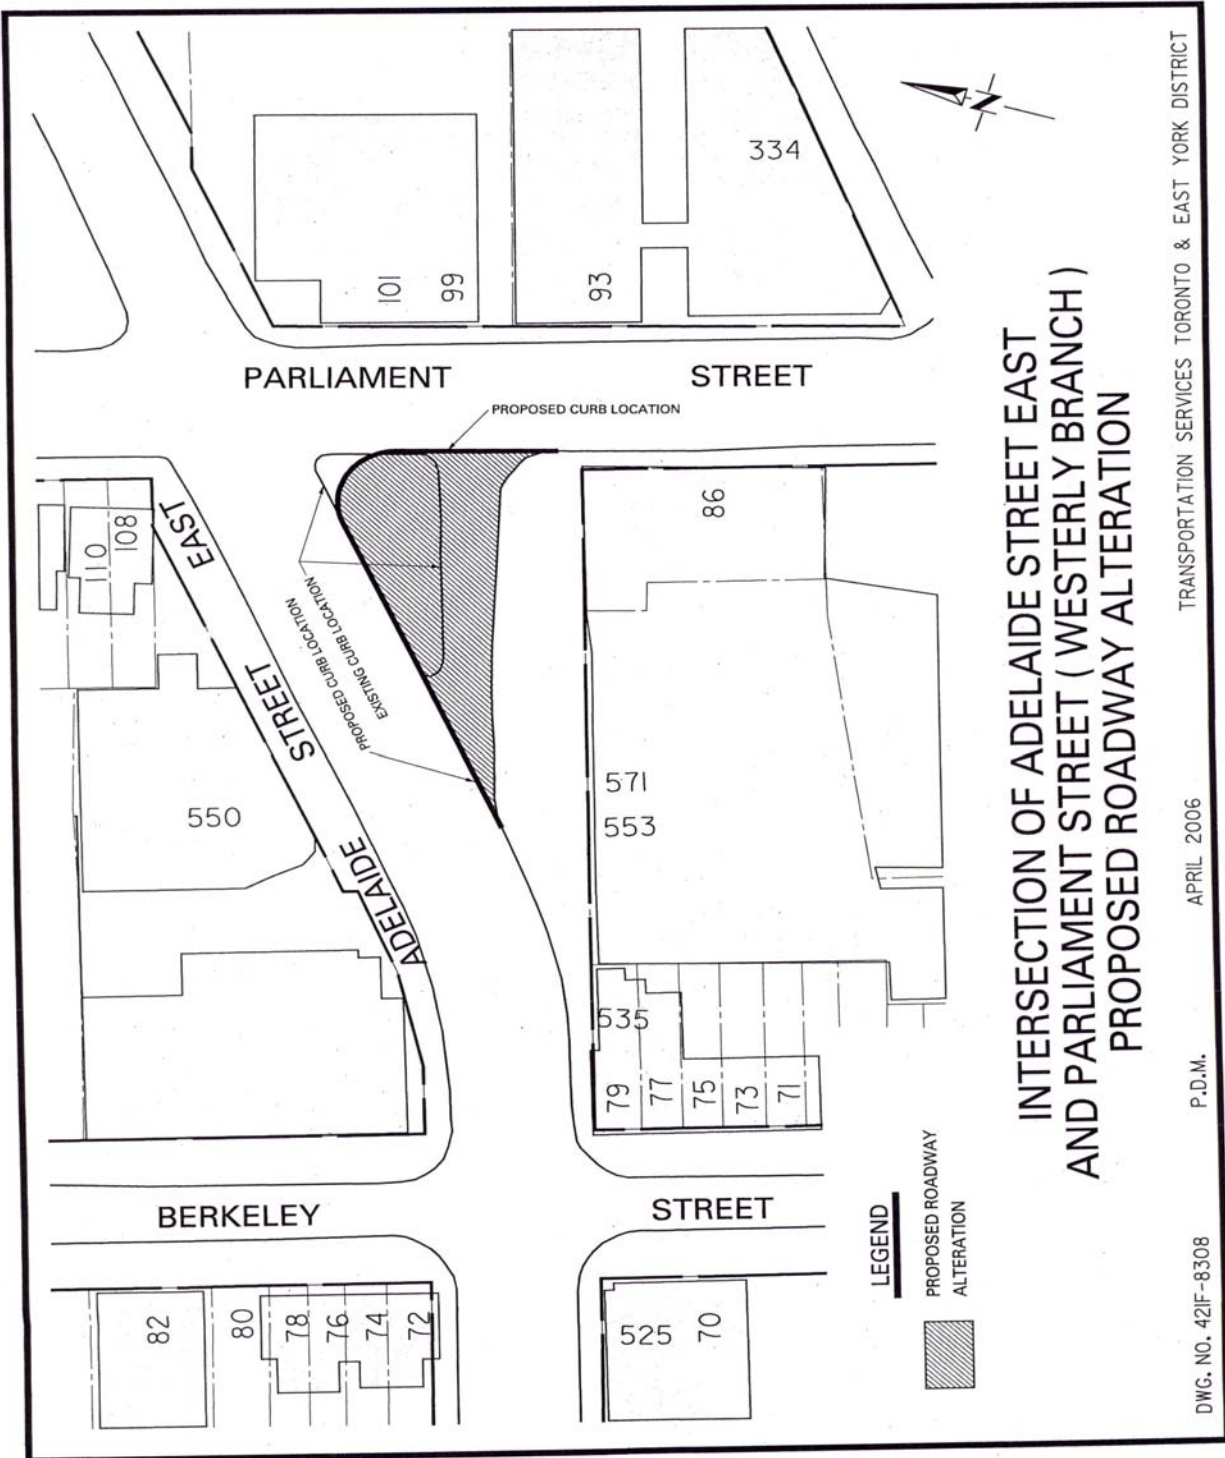 334
N
101
99
93
PARLIAMENT STREET
PROPOSED CURB LOCATION
EXISTING CURB LOCATION
PROPOSED CURB LOCATION
110
108
ADELAIDE STREET EAST
86
550
571
553
535
79
77
75
73
71
BERKELEY STREET
82
80
78
76
74
72
525
70
LEGEND
PROPOSED ROADWAY
ALTERATION
INTERSECTION OF ADELAIDE STREET EAST
AND PARLIAMENT STREET ( WESTERLY BRANCH )
PROPOSED ROADWAY ALTERATION
DWG. NO. 421F-8308
P.D.M.
APRIL 2006
TRANSPORTATION SERVICES TORONTO & EAST YORK DISTRICT